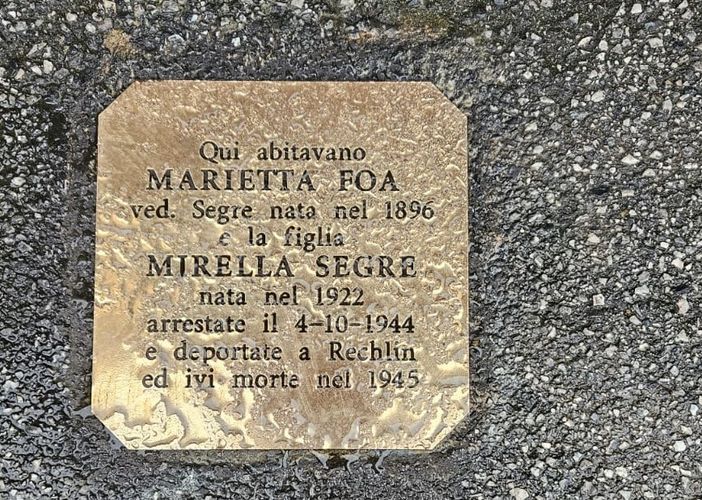 Qui abitavano
MARIETTA FOA
ved. Segre nata nel 1896
e la figlia
MIRELLA SEGRE
nata nel 1922
arrestate il 4-10-1944
e deportate a Rechlin
ed ivi morte nel 1945